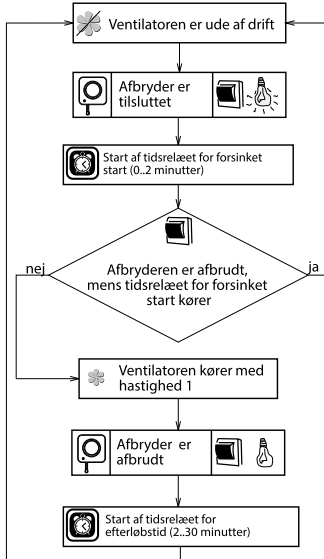 Ventilatoren er ude af drift
Afbryder er
tilsluttet
Start af tidsrelæet for forsinket
start (0..2 minutter)
nej
ja
Afbryderen er afbrudt,
mens tidsrelæet for forsinket
start kører
Ventilatoren kører med
hastighed 1
Afbryder er
afbrudt
Start af tidsrelæet for
efterløbstid (2..30 minutter)